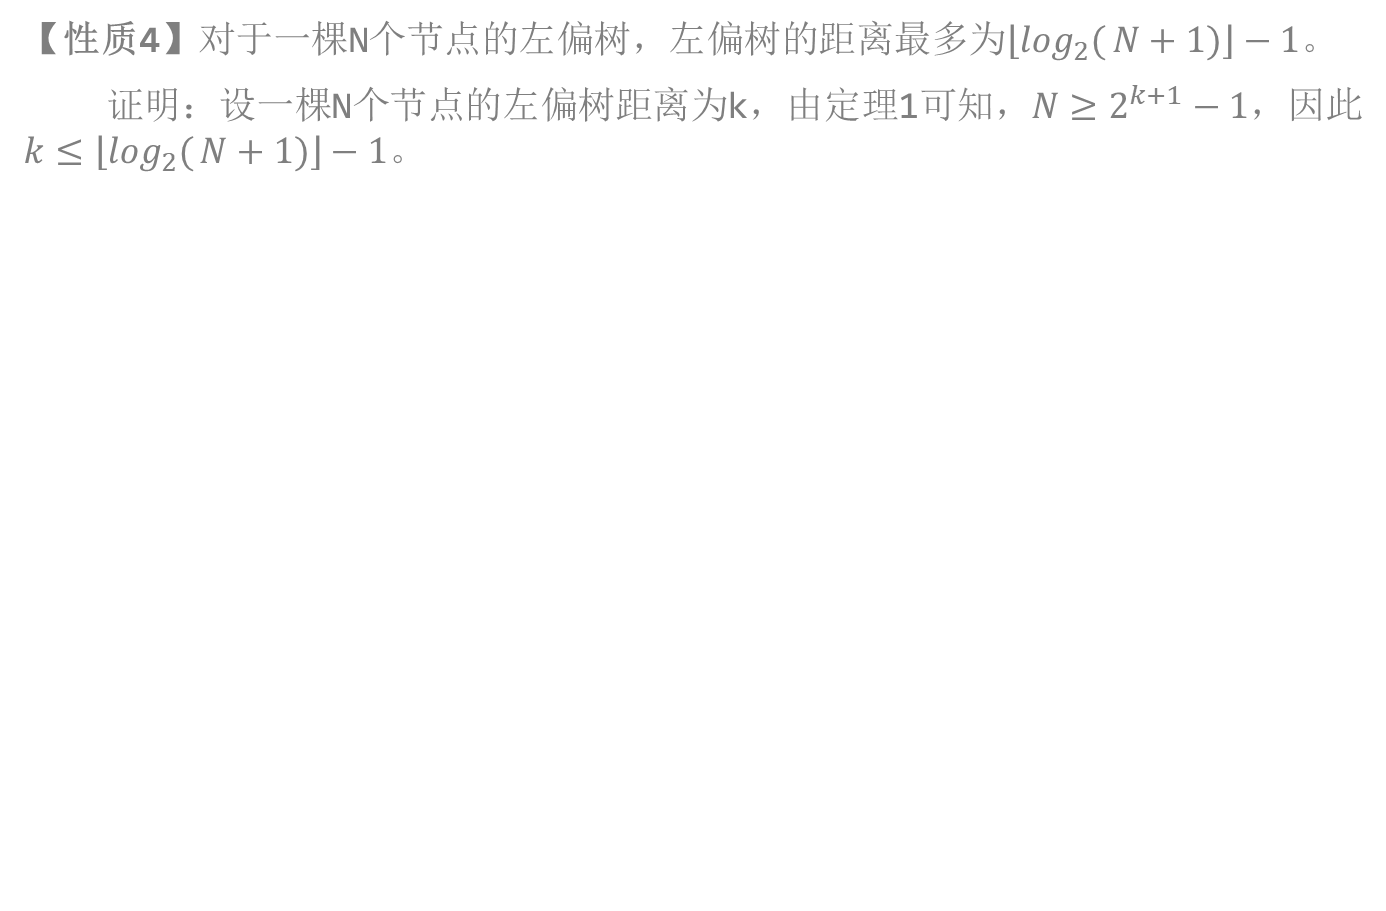 【性质4】对于一棵N个节点的左偏树，左偏树的距离最多为⌊log₂(N + 1)⌋ − 1。
证明：设一棵N个节点的左偏树距离为k，由定理1可知，N ≥ 2ᵏ⁺¹ − 1，因此
k ≤ ⌊log₂(N + 1)⌋ − 1。